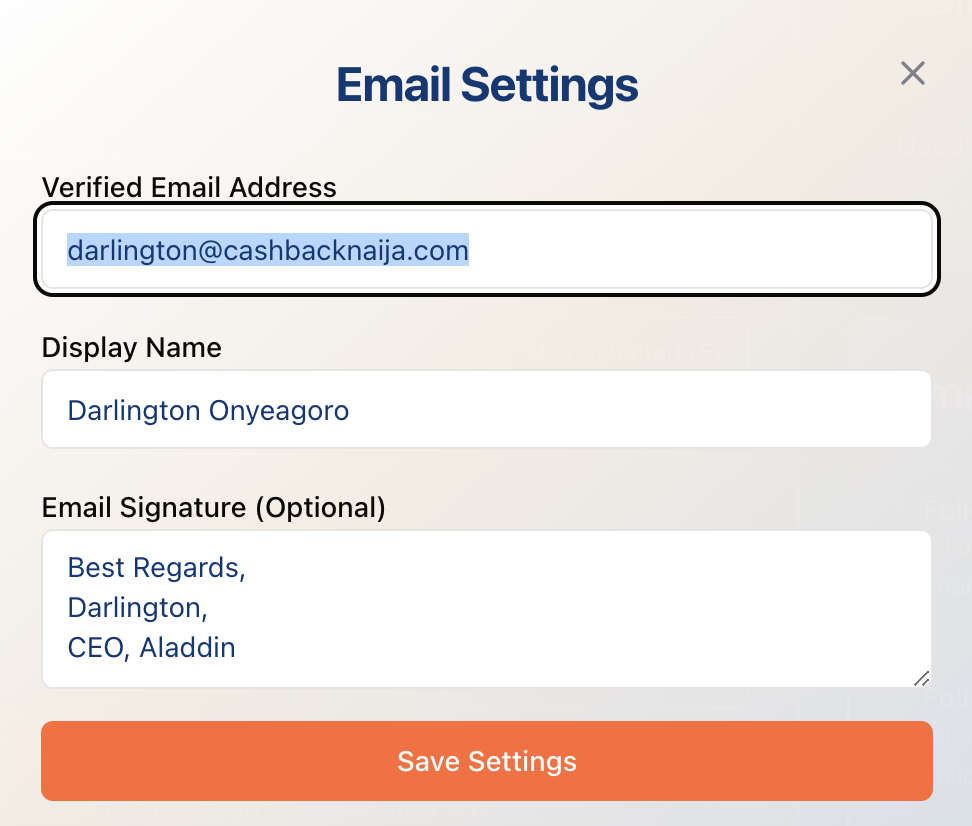 Email Settings
Verified Email Address
darlington@cashbacknaija.com
Display Name
Darlington Onyeagoro
Email Signature (Optional)
Best Regards,
Darlington,
CEO, Aladdin
Save Settings